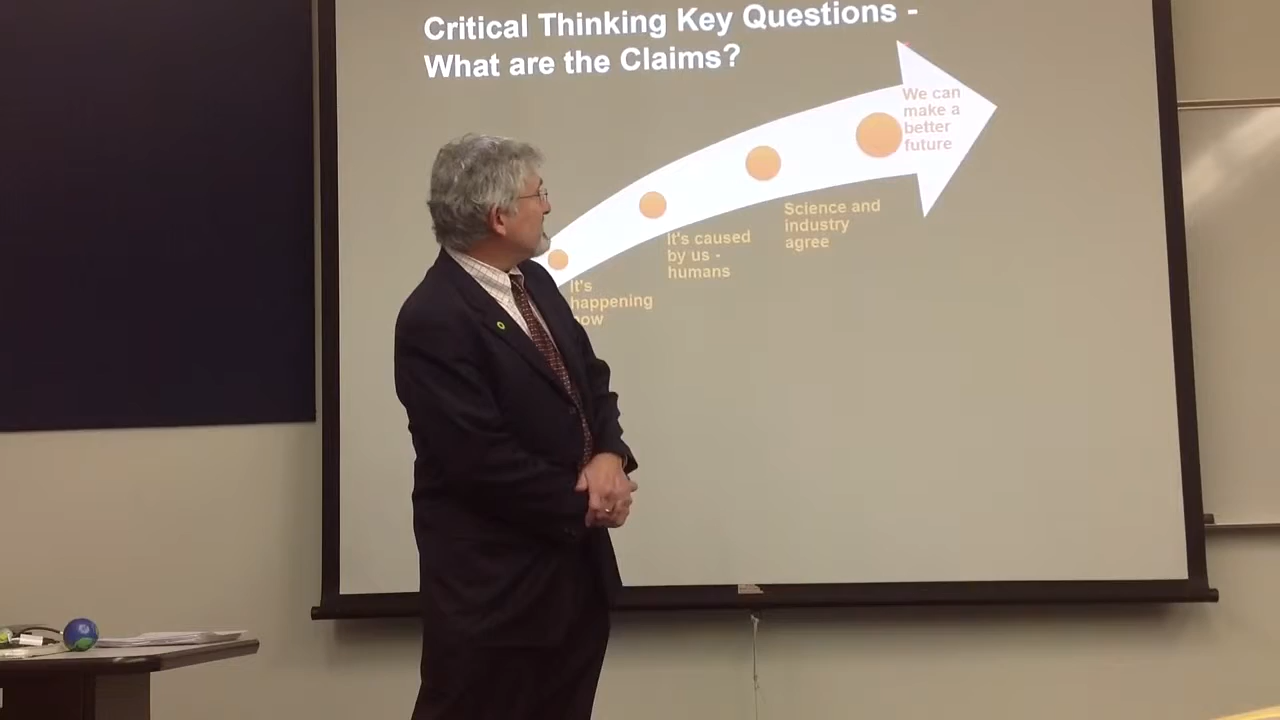 Critical Thinking Key Questions -
What are the Claims?
We can
make a
better
future
Science and
industry
agree
It's caused
by us -
humans
It's
happening
now